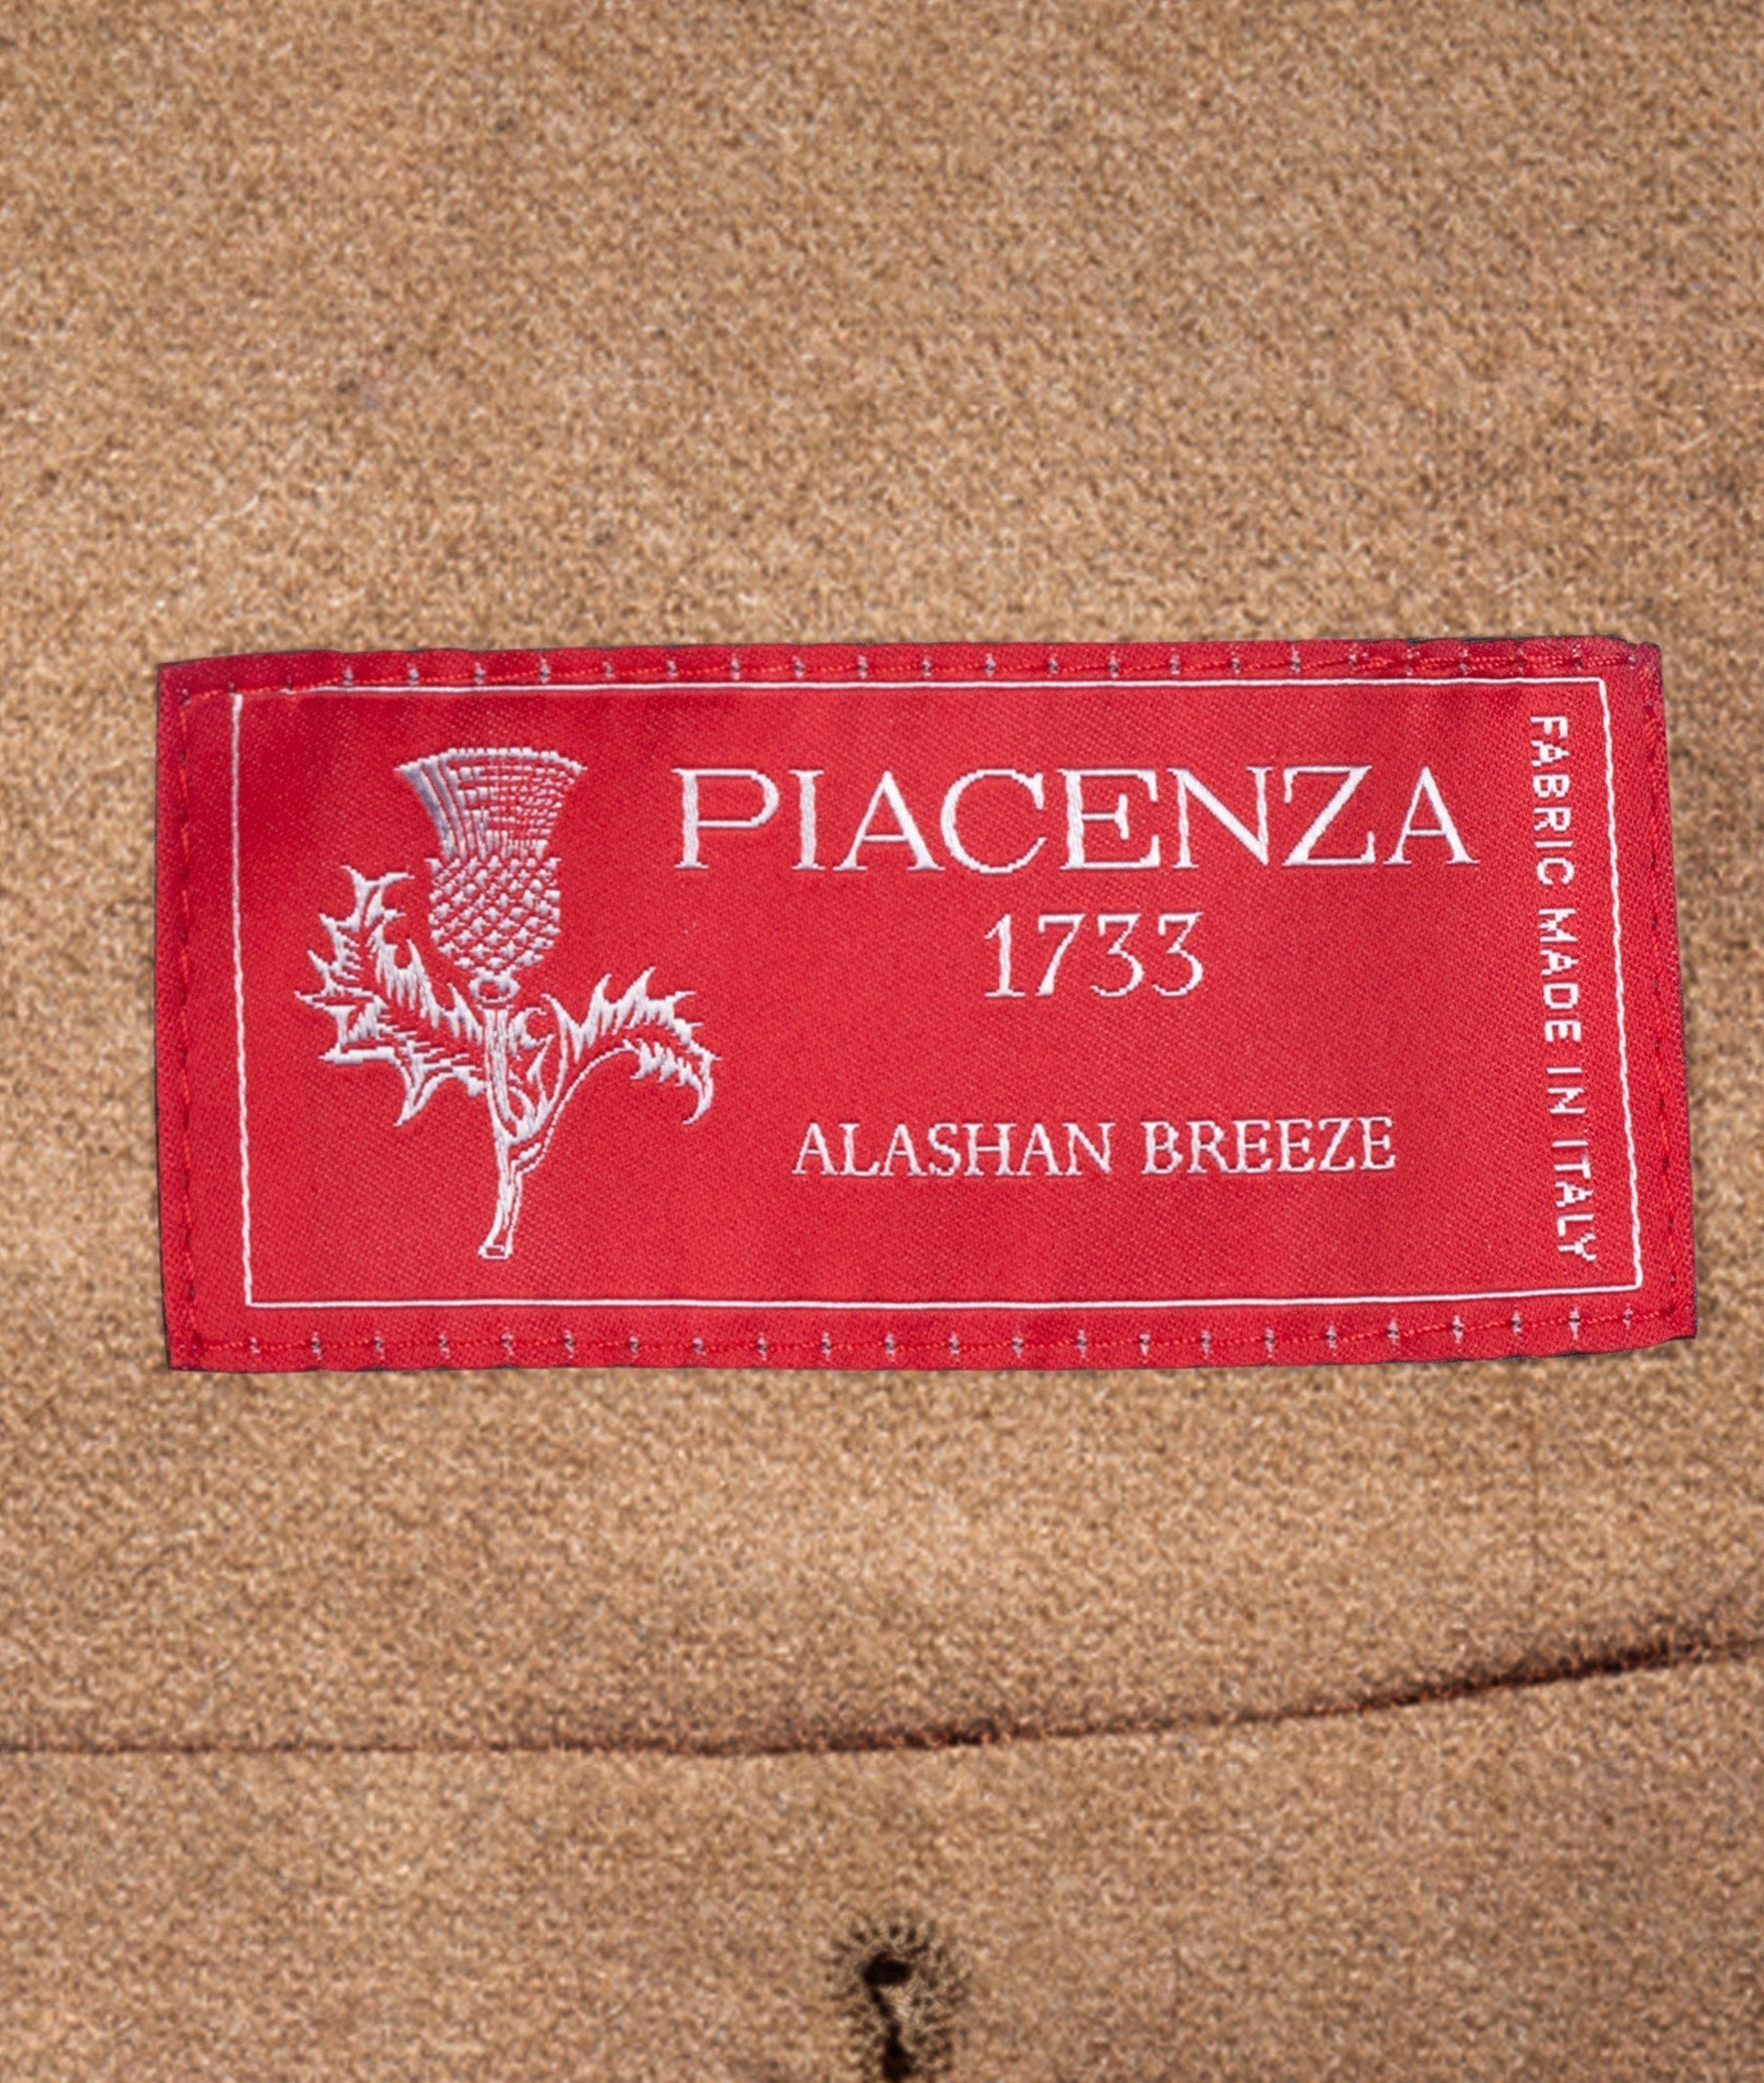 PIACENZA
1733
ALASHAN BREEZE
FABRIC MADE IN ITALY